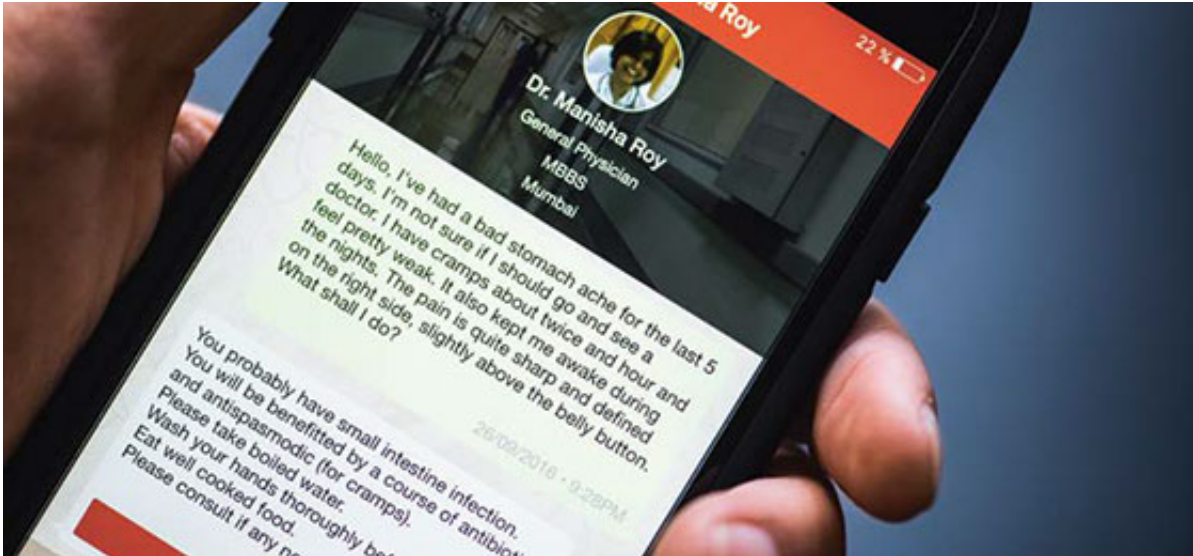 Roy
22 %
Dr. Manisha Roy
General Physician
MBBS
Mumbai
Hello, I've had a bad stomach ache for the last 5
days. I'm not sure if I should go and see a
doctor. I have cramps about twice and hour and
feel pretty weak. It also kept me awake during
the nights. The pain is quite sharp and defined
on the right side, slightly above the belly button.
What shall I do?
26/09/2016 • 9:28PM
You probably have small intestine infection.
You will be benefitted by a course of
and antispasmodic (for cramps).
Please take boiled water.
Wash your hands thoroughly
Eat well cooked food.
Please consult if any